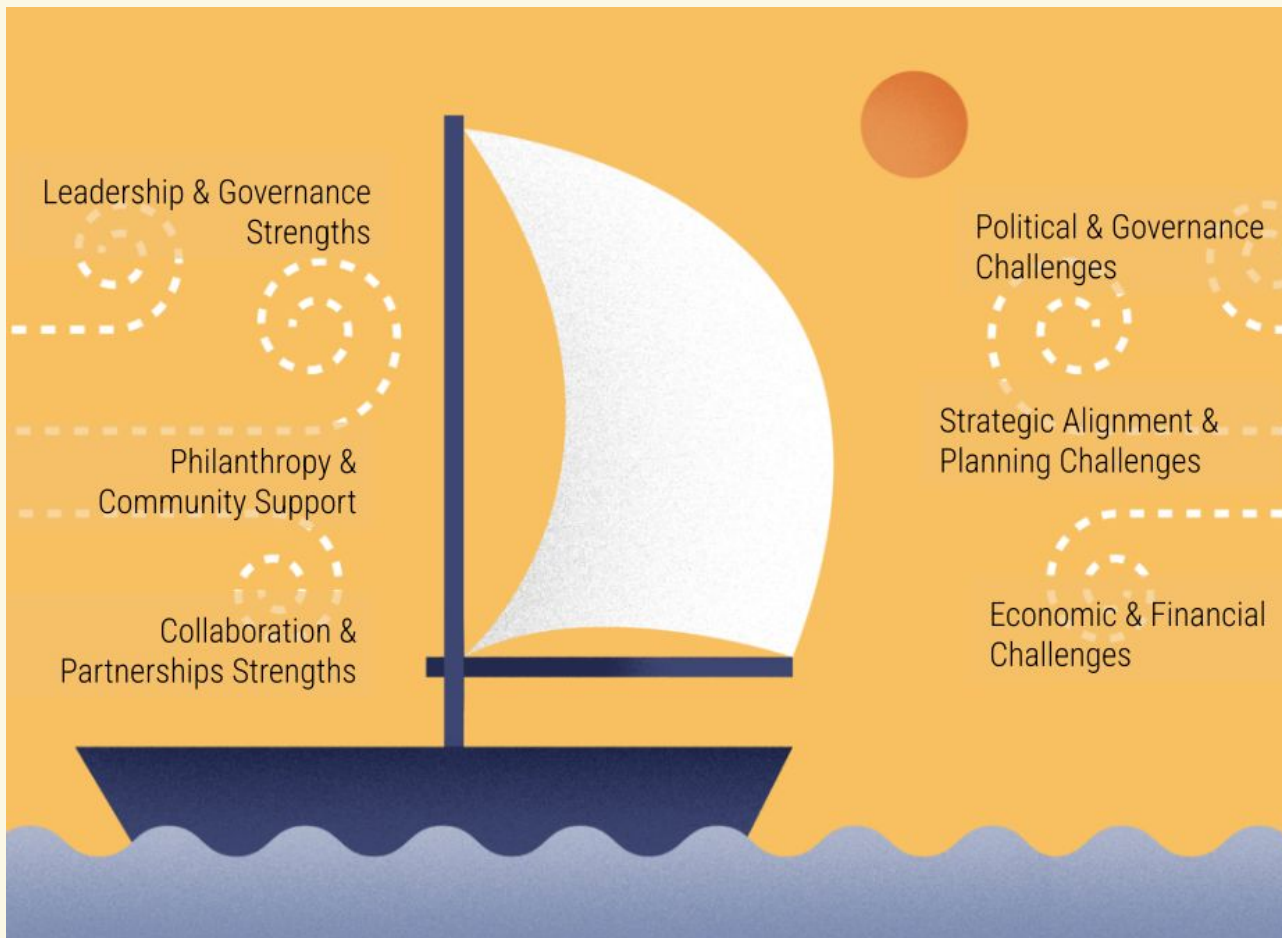 Leadership & Governance
Strengths
Philanthropy &
Community Support
Collaboration &
Partnerships Strengths
Political & Governance
Challenges
Strategic Alignment &
Planning Challenges
Economic & Financial
Challenges